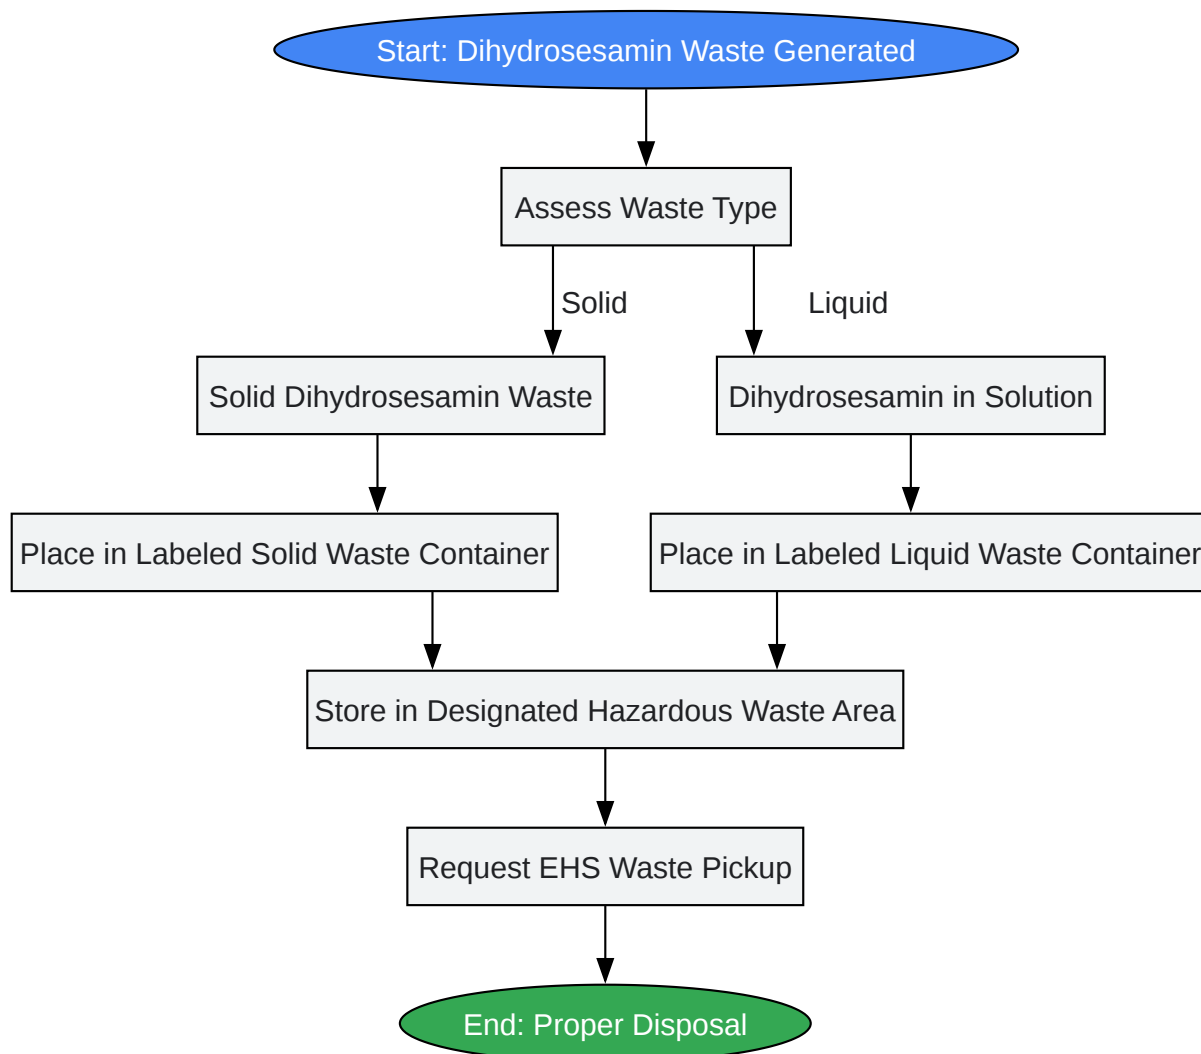 Start: Dihydrosesamin Waste Generated
Assess Waste Type
Solid
Liquid
Solid Dihydrosesamin Waste
Dihydrosesamin in Solution
Place in Labeled Solid Waste Container
Place in Labeled Liquid Waste Container
Store in Designated Hazardous Waste Area
Request EHS Waste Pickup
End: Proper Disposal